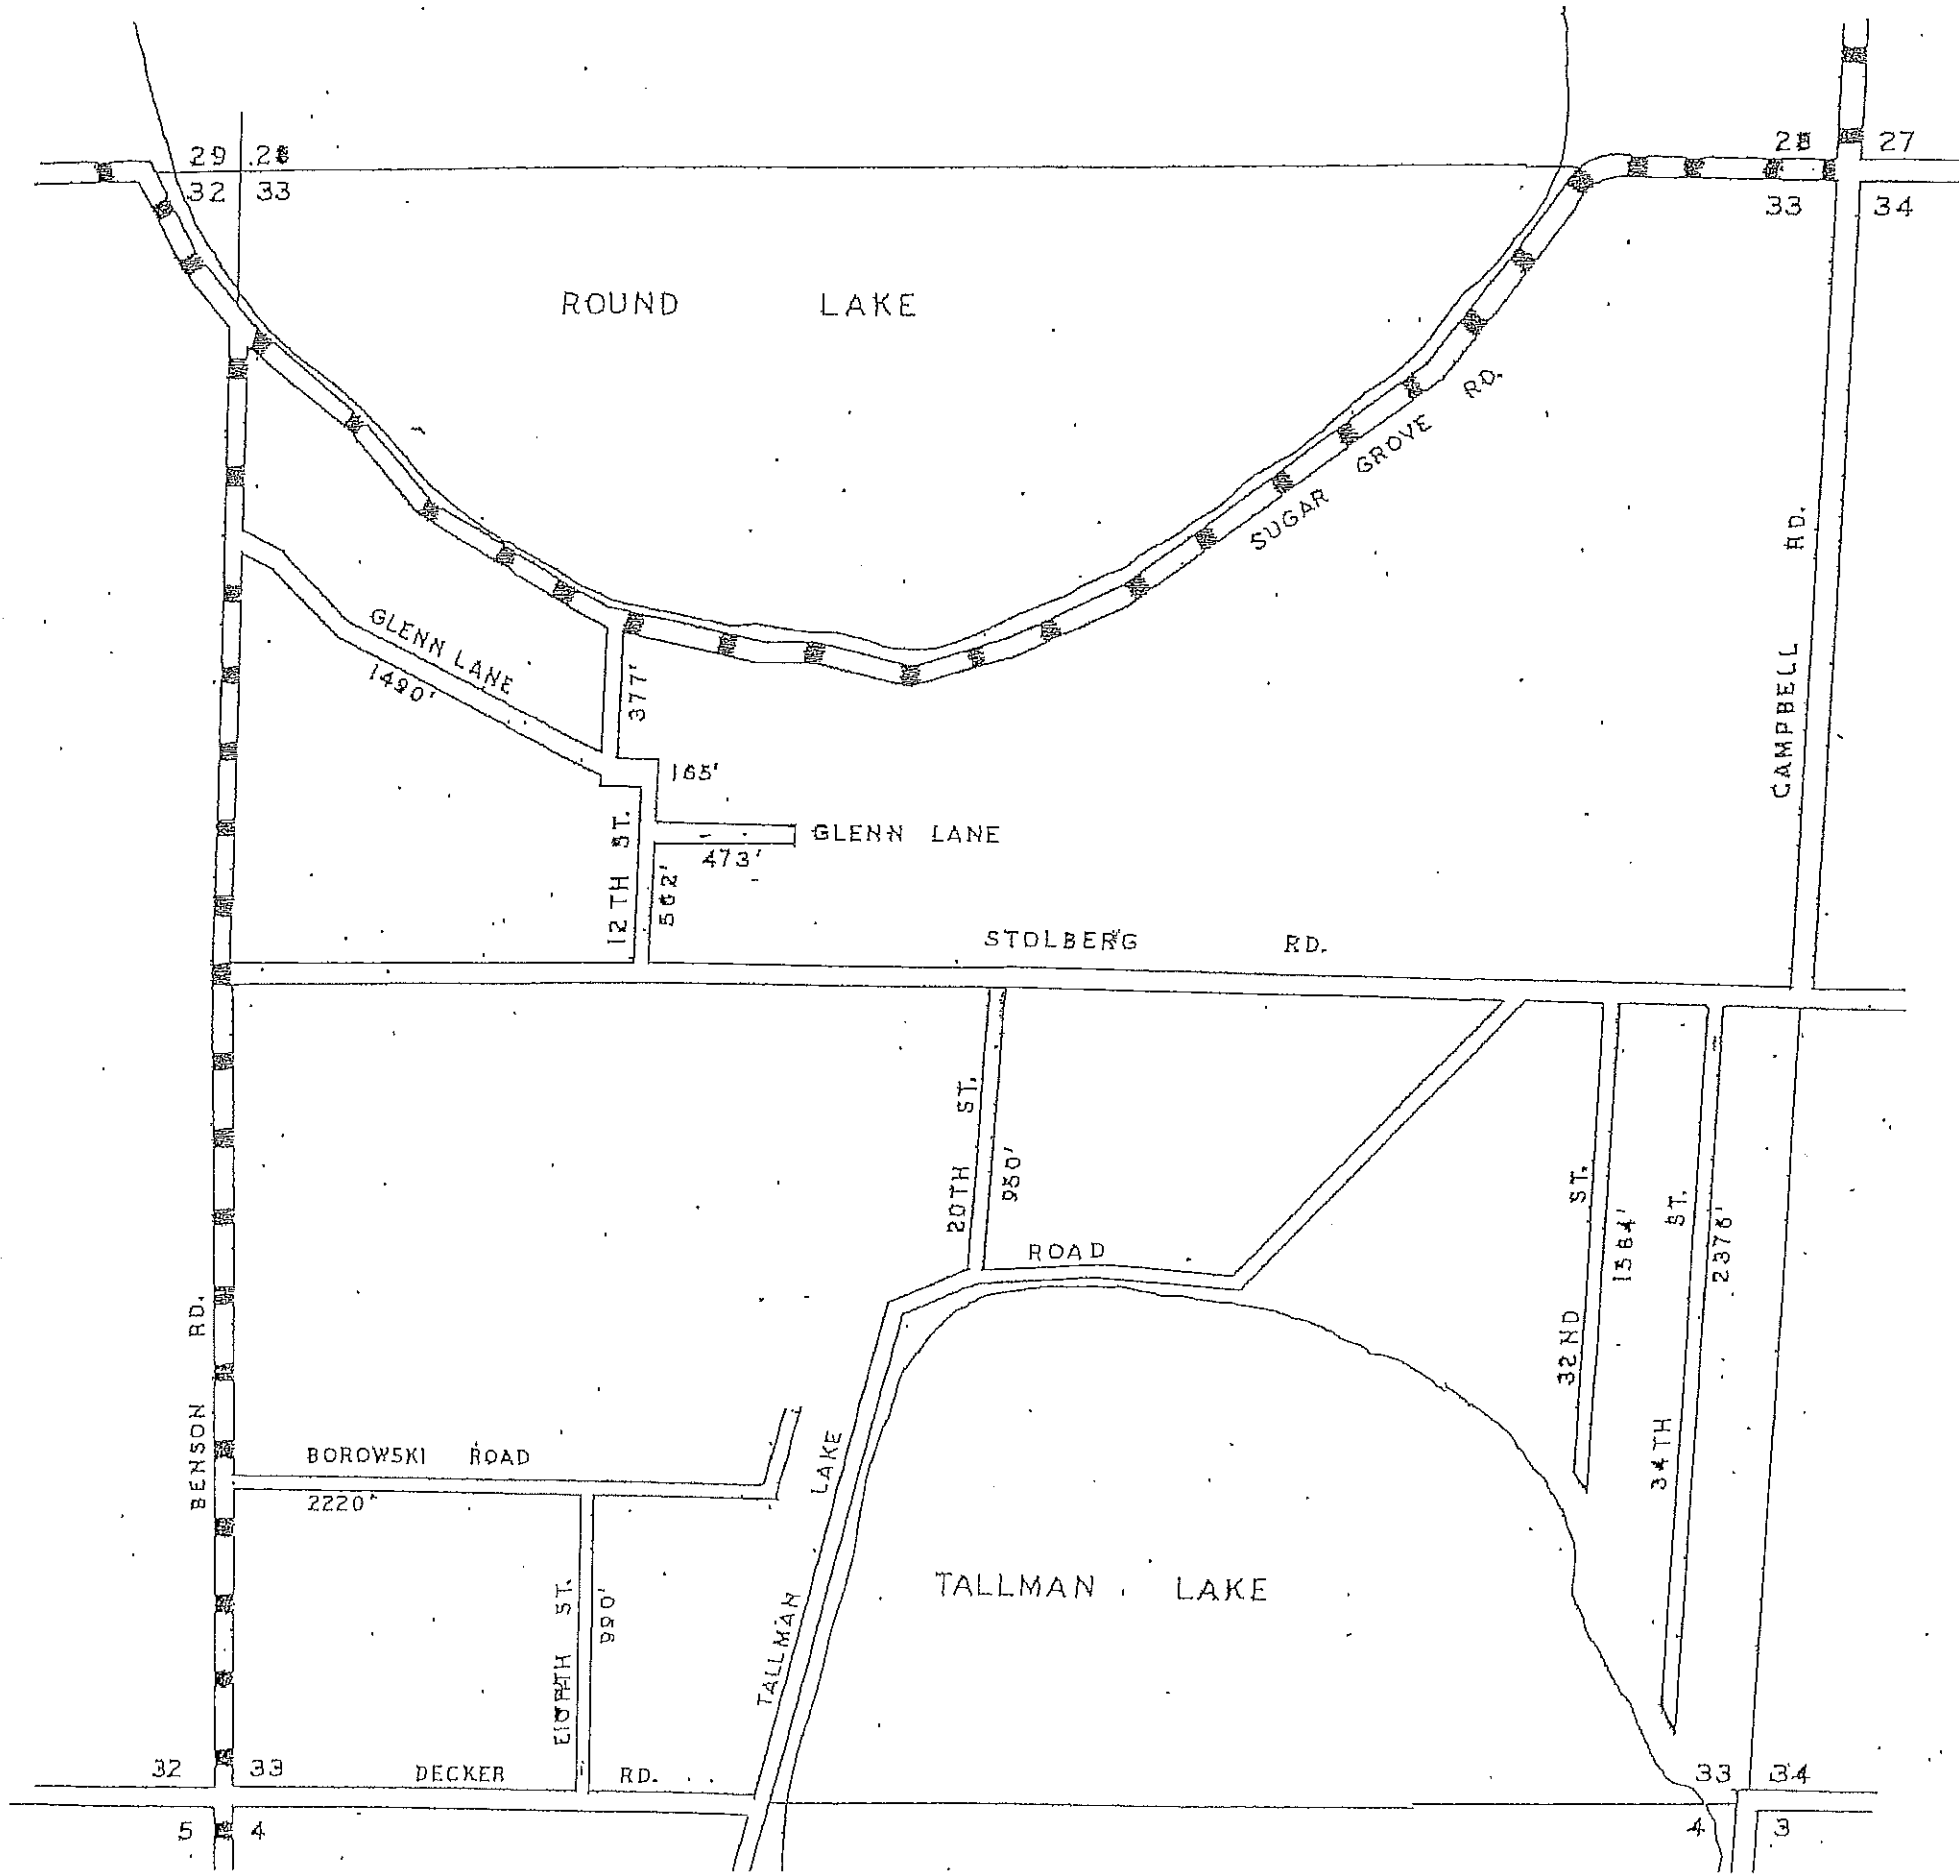 29
28
32
33
28
27
33
34
ROUND LAKE
SUGAR GROVE RD.
CAMPBELL RD.
GLENN LANE
1490'
377'
165'
GLENN LANE
473'
12TH ST.
502'
STOLBERG RD.
20TH ST.
950'
ROAD
32ND ST.
1584'
34TH ST.
2376'
BENSON RD.
BOROWSKI ROAD
2220'
TALLMAN LAKE
TALLMAN LAKE
EIGHTH ST.
990'
DECKER RD.
32
33
5
4
33
34
4
3